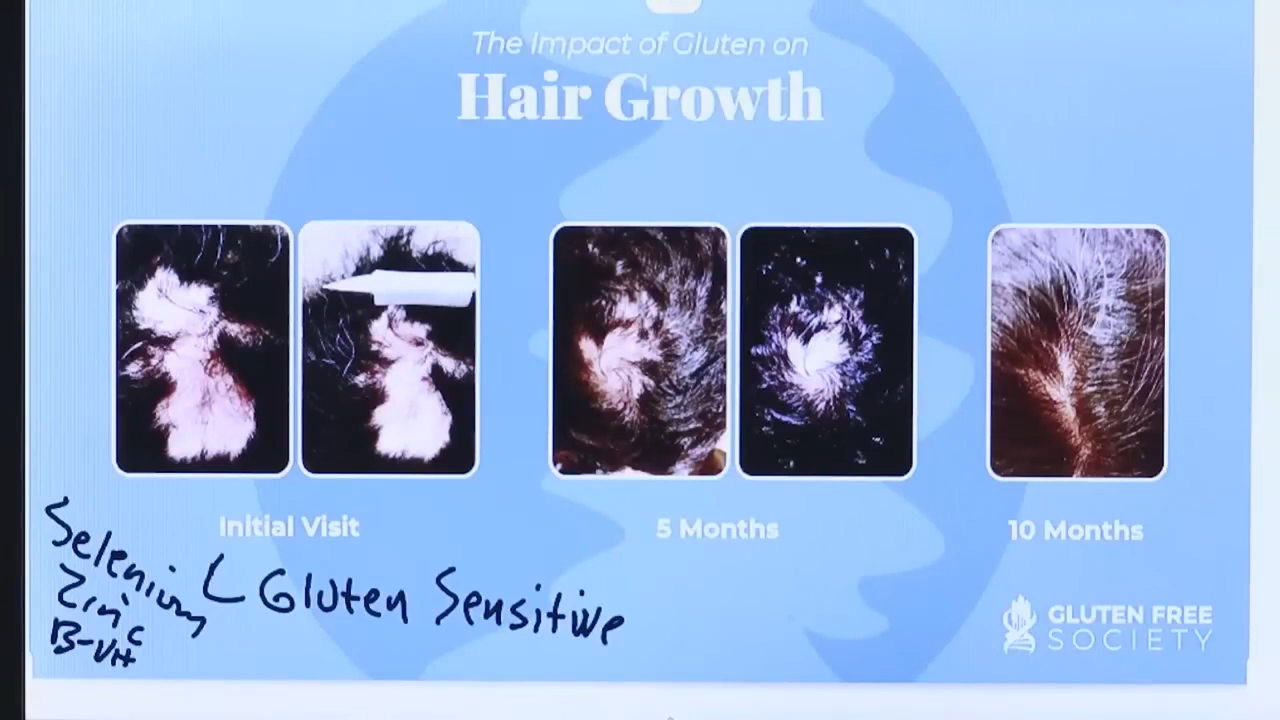 The Impact of Gluten on
Hair Growth
Initial Visit
5 Months
10 Months
Selenium
Zinc
B-Vit
Gluten Sensitive
GLUTEN FREE
SOCIETY